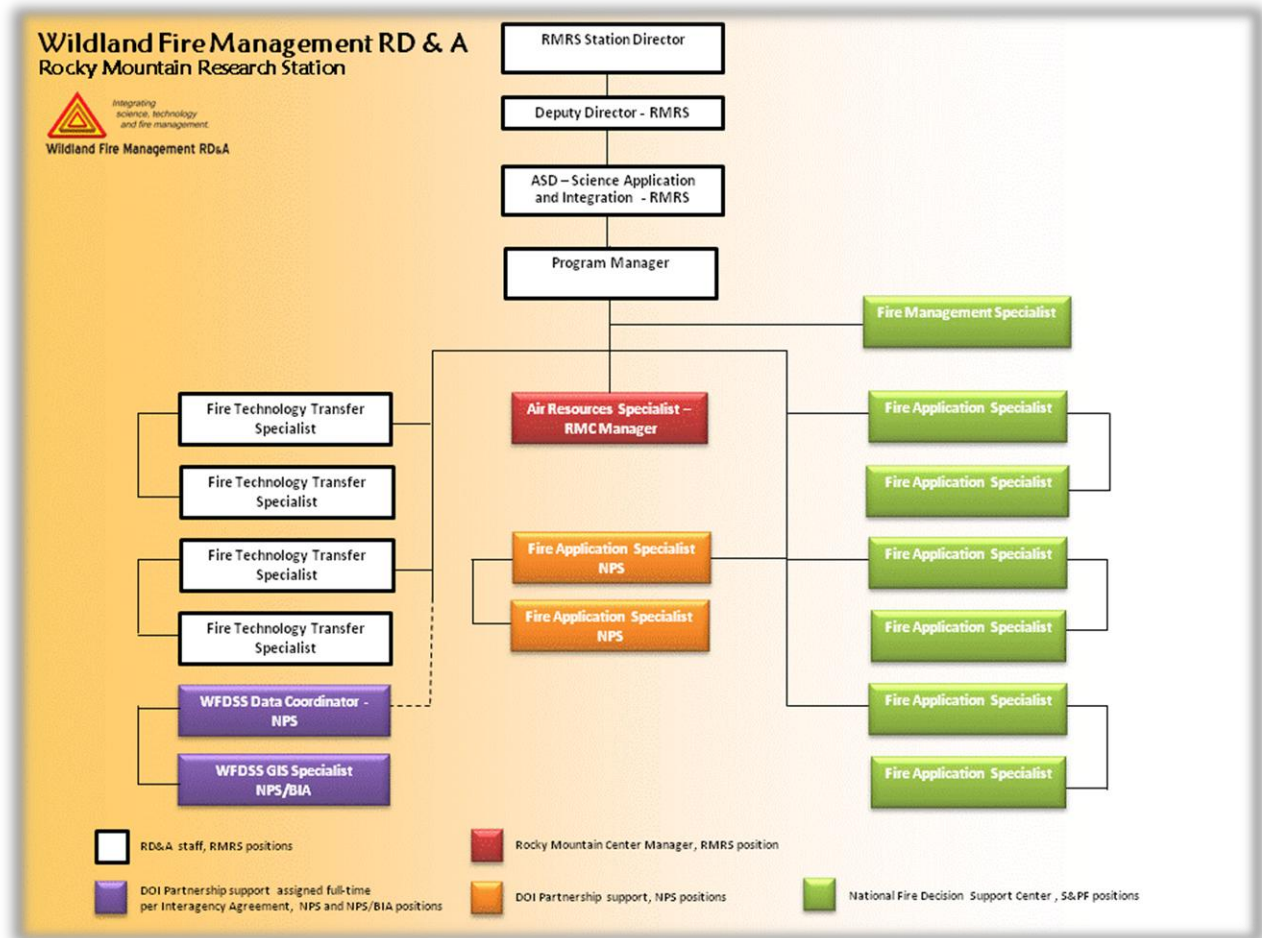 Wildland Fire Management RD & A
Rocky Mountain Research Station
Integrating
science, technology
and fire management.
Wildland Fire Management RD&A
RMRS Station Director
Deputy Director - RMRS
ASD – Science Application
and Integration - RMRS
Program Manager
Fire Management Specialist
Fire Technology Transfer
Specialist
Air Resources Specialist –
RMC Manager
Fire Application Specialist
Fire Technology Transfer
Specialist
Fire Application Specialist
Fire Technology Transfer
Specialist
Fire Application Specialist
NPS
Fire Application Specialist
Fire Technology Transfer
Specialist
Fire Application Specialist
NPS
Fire Application Specialist
WFDSS Data Coordinator -
NPS
Fire Application Specialist
WFDSS GIS Specialist
NPS/BIA
Fire Application Specialist
RD&A staff, RMRS positions
Rocky Mountain Center Manager, RMRS position
DOI Partnership support assigned full-time
per Interagency Agreement, NPS and NPS/BIA positions
DOI Partnership support, NPS positions
National Fire Decision Support Center , S&PF positions